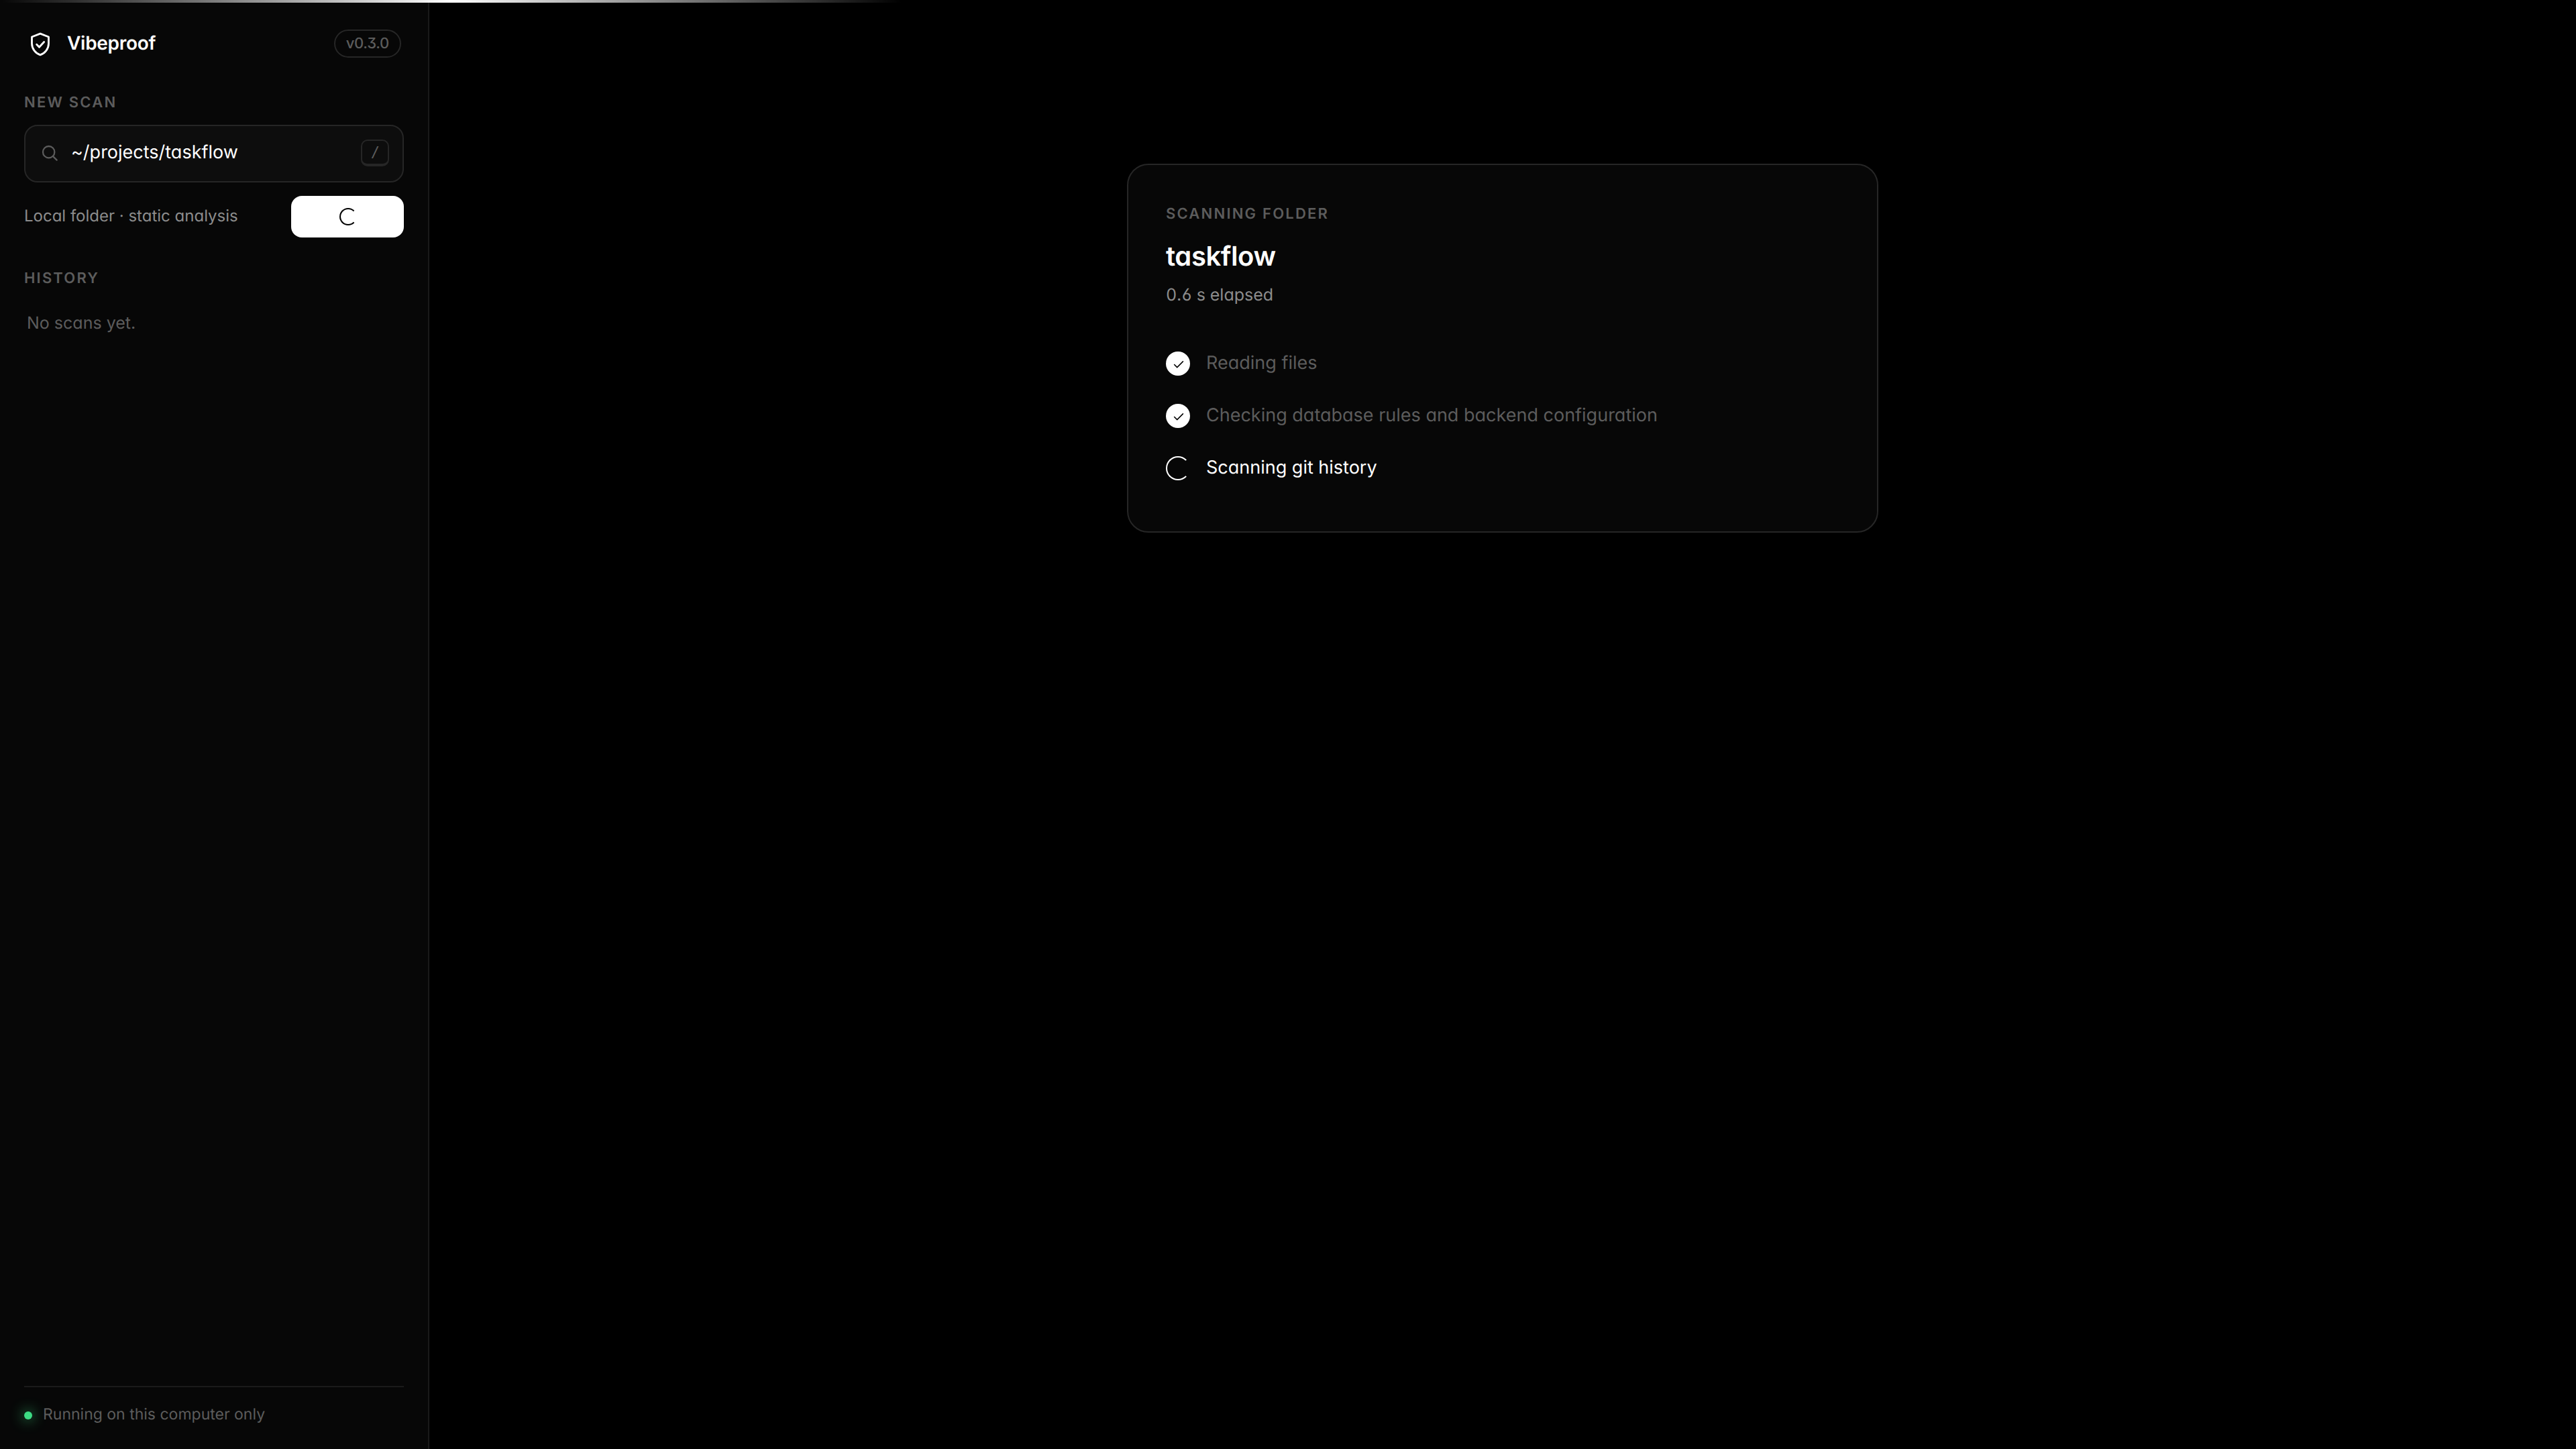 Vibeproof
v0.3.0
NEW SCAN
~/projects/taskflow
/
Local folder · static analysis
HISTORY
No scans yet.
SCANNING FOLDER
taskflow
0.6 s elapsed
Reading files
Checking database rules and backend configuration
Scanning git history
Running on this computer only